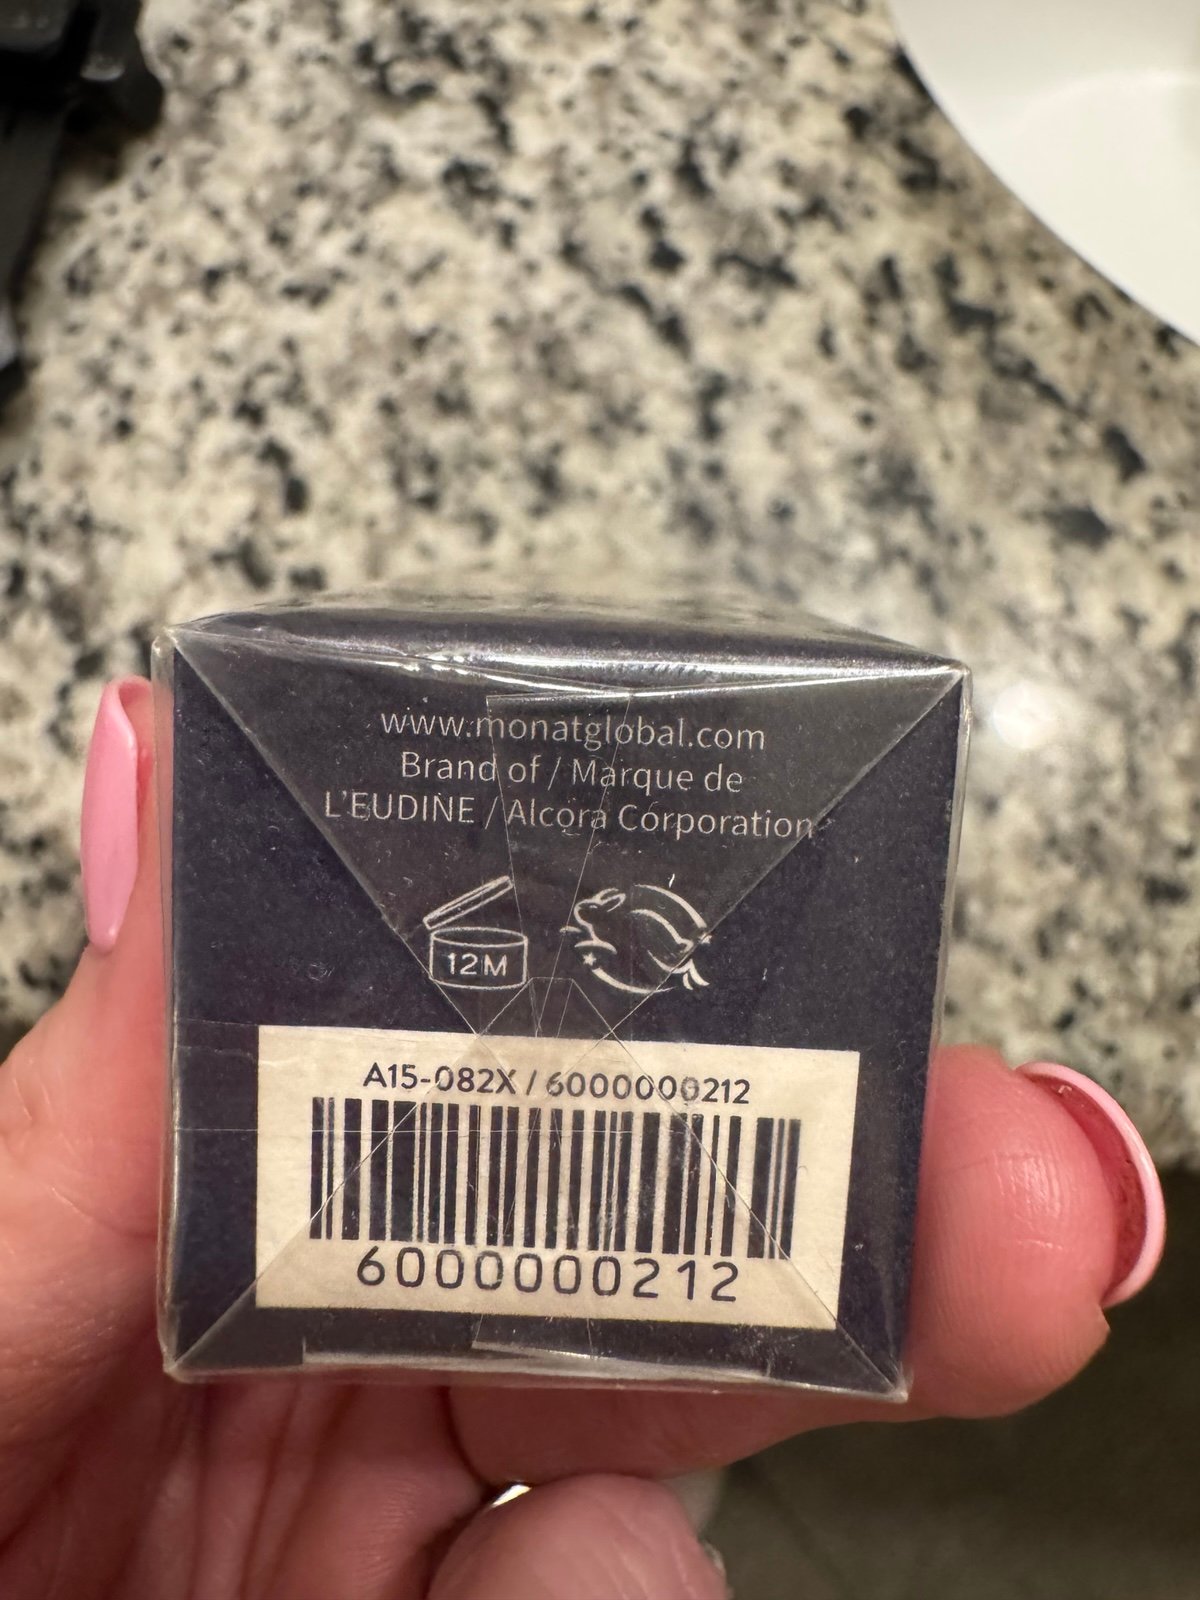 www.monatglobal.com
Brand of / Marque de
L'EUDINE / Alcora Corporation
12M
A15-082X / 6000000212
6000000212